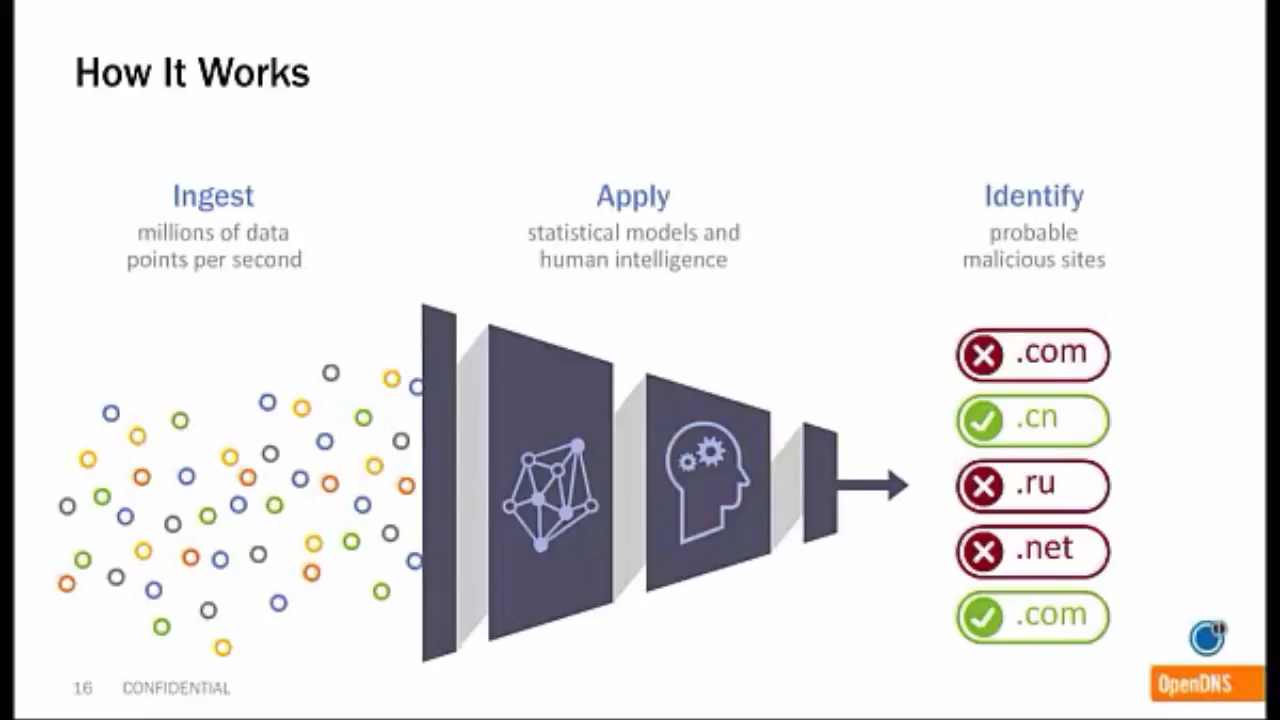 How It Works
Ingest
millions of data
points per second
Apply
statistical models and
human intelligence
Identify
probable
malicious sites
.com
.cn
.ru
.net
.com
16 CONFIDENTIAL
OpenDNS